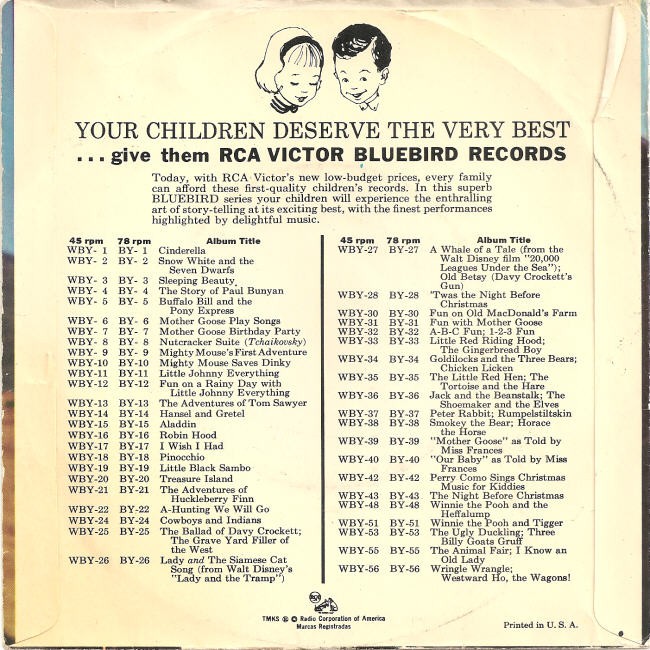 YOUR CHILDREN DESERVE THE VERY BEST
... give them RCA VICTOR BLUEBIRD RECORDS
Today, with RCA Victor's new low-budget prices, every family
can afford these first-quality children's records. In this superb
BLUEBIRD series your children will experience the enthralling
art of story-telling at its exciting best, with the finest performances
highlighted by delightful music.
45 rpm 78 rpm Album Title
WBY- 1 BY- 1 Cinderella
WBY- 2 BY- 2 Snow White and the
Seven Dwarfs
WBY- 3 BY- 3 Sleeping Beauty
WBY- 4 BY- 4 The Story of Paul Bunyan
WBY- 5 BY- 5 Buffalo Bill and the
Pony Express
WBY- 6 BY- 6 Mother Goose Play Songs
WBY- 7 BY- 7 Mother Goose Birthday Party
WBY- 8 BY- 8 Nutcracker Suite (Tchaikovsky)
WBY- 9 BY- 9 Mighty Mouse's First Adventure
WBY-10 BY-10 Mighty Mouse Saves Dinky
WBY-11 BY-11 Little Johnny Everything
WBY-12 BY-12 Fun on a Rainy Day with
Little Johnny Everything
WBY-13 BY-13 The Adventures of Tom Sawyer
WBY-14 BY-14 Hansel and Gretel
WBY-15 BY-15 Aladdin
WBY-16 BY-16 Robin Hood
WBY-17 BY-17 I Wish I Had
WBY-18 BY-18 Pinocchio
WBY-19 BY-19 Little Black Sambo
WBY-20 BY-20 Treasure Island
WBY-21 BY-21 The Adventures of
Huckleberry Finn
WBY-22 BY-22 A-Hunting We Will Go
WBY-24 BY-24 Cowboys and Indians
WBY-25 BY-25 The Ballad of Davy Crockett;
The Grave Yard Filler of
the West
WBY-26 BY-26 Lady and The Siamese Cat
Song (from Walt Disney's
"Lady and the Tramp")
45 rpm 78 rpm Album Title
WBY-27 BY-27 A Whale of a Tale (from the
Walt Disney film "20,000
Leagues Under the Sea");
Old Betsy (Davy Crockett's
Gun)
WBY-28 BY-28 'Twas the Night Before
Christmas
WBY-30 BY-30 Fun on Old MacDonald's Farm
WBY-31 BY-31 Fun with Mother Goose
WBY-32 BY-32 A-B-C Fun; 1-2-3 Fun
WBY-33 BY-33 Little Red Riding Hood;
The Gingerbread Boy
WBY-34 BY-34 Goldilocks and the Three Bears;
Chicken Licken
WBY-35 BY-35 The Little Red Hen; The
Tortoise and the Hare
WBY-36 BY-36 Jack and the Beanstalk; The
Shoemaker and the Elves
WBY-37 BY-37 Peter Rabbit; Rumpelstiltskin
WBY-38 BY-38 Smokey the Bear; Horace
the Horse
WBY-39 BY-39 "Mother Goose" as Told by
Miss Frances
WBY-40 BY-40 "Our Baby" as Told by Miss
Frances
WBY-42 BY-42 Perry Como Sings Christmas
Music for Kiddies
WBY-43 BY-43 The Night Before Christmas
WBY-48 BY-48 Winnie the Pooh and the
Heffalump
WBY-51 BY-51 Winnie the Pooh and Tigger
WBY-53 BY-53 The Ugly Duckling; Three
Billy Goats Gruff
WBY-55 BY-55 The Animal Fair; I Know an
Old Lady
WBY-56 BY-56 Wringle Wrangle;
Westward Ho, the Wagons!
RCA
TMKS ® Radio Corporation of America
Marcas Registradas
Printed in U. S. A.